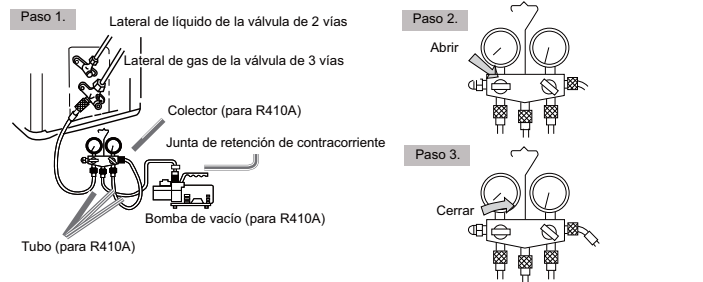 Paso 1.
Lateral de líquido de la válvula de 2 vías
Lateral de gas de la válvula de 3 vías
Colector (para R410A)
Junta de retención de contracorriente
Bomba de vacío (para R410A)
Tubo (para R410A)
Paso 2.
Abrir
Paso 3.
Cerrar